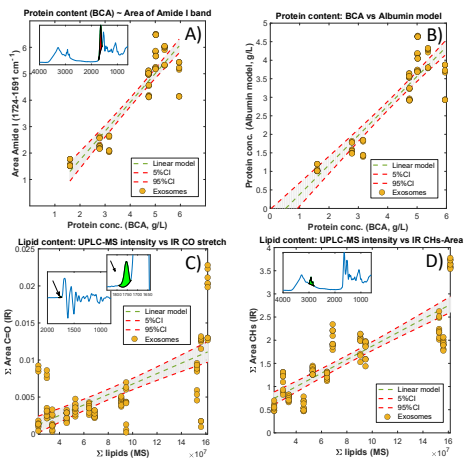 Protein content (BCA) ~ Area of Amide I band
A)
4000 3000 2000 1000
Area Amide I (1724-1591 cm-1)
6
5
4
3
2
1
0 1 2 3 4 5 6
Linear model
5%CI
95%CI
Exosomes
Protein conc. (BCA, g/L)
Protein content: BCA vs Albumin model
B)
Protein conc. (Albumin model, g/L)
5
4
3
2
1
0
0 1 2 3 4 5 6
Linear model
5%CI
95%CI
Exosomes
Protein conc. (BCA, g/L)
Lipid content: UPLC-MS intensity vs IR CO stretch
C)
2000 1500 1000
Σ Area C=O (IR)
0.025
0.02
0.015
0.01
0.005
0
4 6 8 10 12 14 16
×10⁷
Linear model
5%CI
95%CI
Exosomes
Σ lipids (MS)
Lipid content: UPLC-MS intensity vs IR CHs-Area
D)
4000 3000 2000 1000
Σ Area CHs (IR)
4
3.5
3
2.5
2
1.5
1
0.5
0
4 6 8 10 12 14 16
×10⁷
Linear model
5%CI
95%CI
Exosomes
Σ lipids (MS)